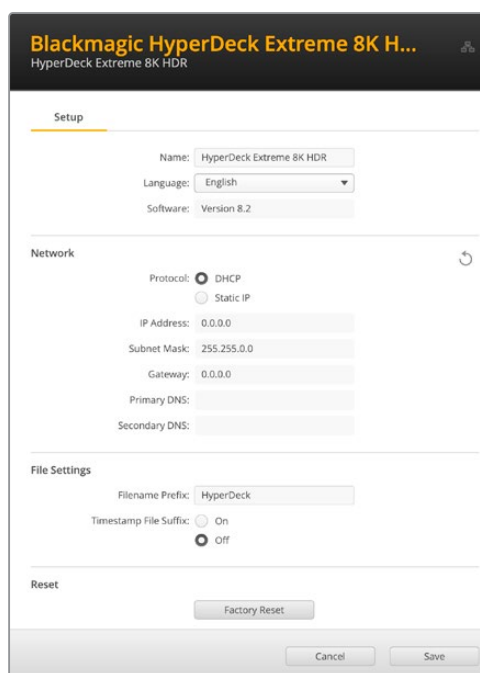 Blackmagic HyperDeck Extreme 8K H...
HyperDeck Extreme 8K HDR
Setup
Name: HyperDeck Extreme 8K HDR
Language: English
Software: Version 8.2
Network
Protocol: DHCP
Static IP
IP Address: 0.0.0.0
Subnet Mask: 255.255.0.0
Gateway: 0.0.0.0
Primary DNS:
Secondary DNS:
File Settings
Filename Prefix: HyperDeck
Timestamp File Suffix: On
Off
Reset
Factory Reset
Cancel Save